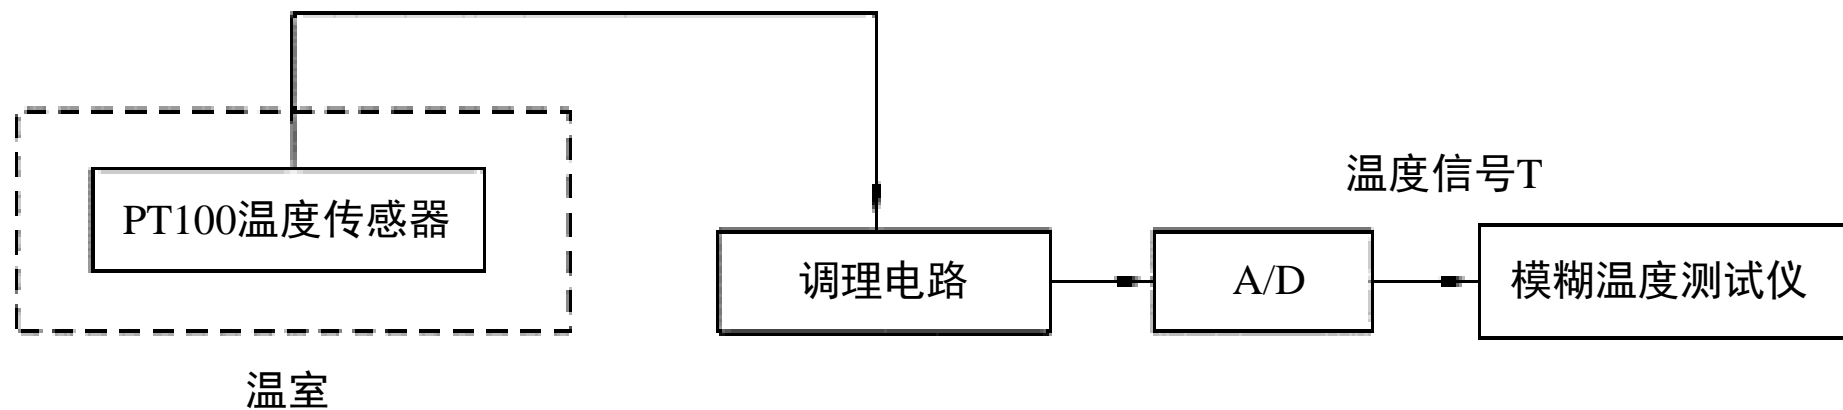 温度信号T
PT100温度传感器
调理电路
A/D
模糊温度测试仪
温室